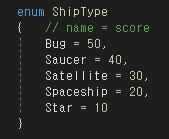 enum ShipType
{    // name = score
    Bug = 50,
    Saucer = 40,
    Satellite = 30,
    Spaceship = 20,
    Star = 10
}